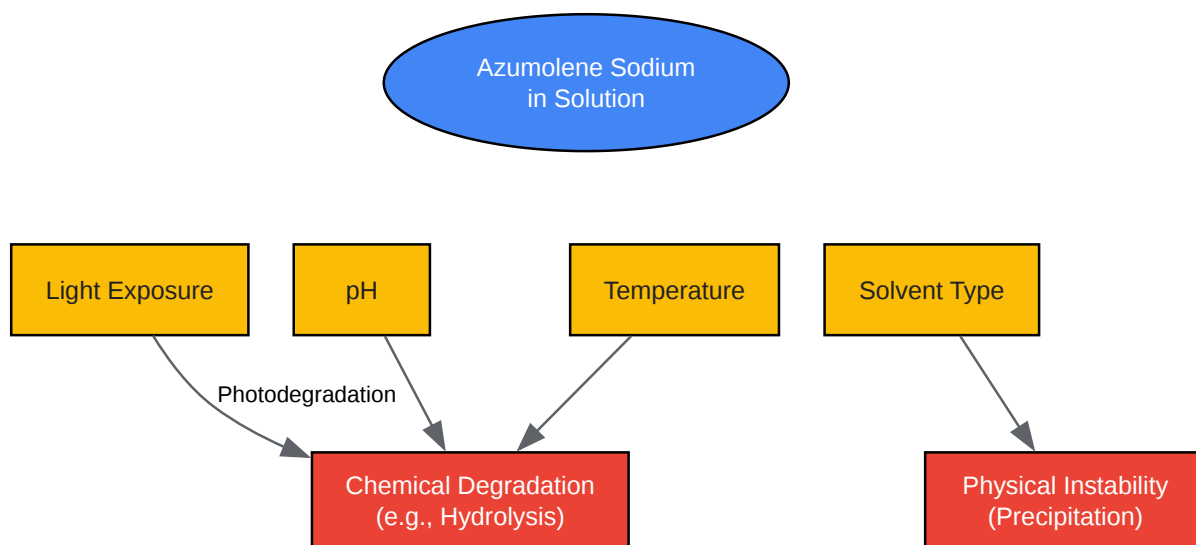 Azumolene Sodium
in Solution
Light Exposure
pH
Temperature
Solvent Type
Photodegradation
Chemical Degradation
(e.g., Hydrolysis)
Physical Instability
(Precipitation)